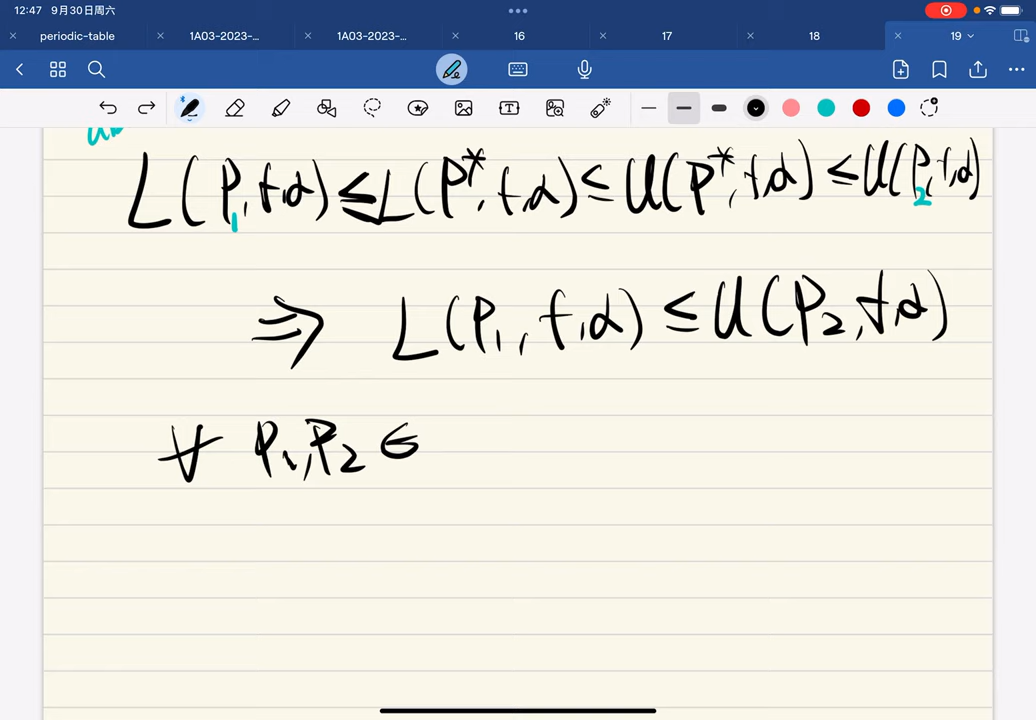 12:47 9月30日周六
periodic-table 1A03-2023-... 1A03-2023-... 16 17 18 19
L(P₁,f,α) ≤ L(P*,f,α) ≤ U(P*,f,α) ≤ U(P₂,f,α)
⇒ L(P₁,f,α) ≤ U(P₂,f,α)
∀ P₁,P₂ ∈